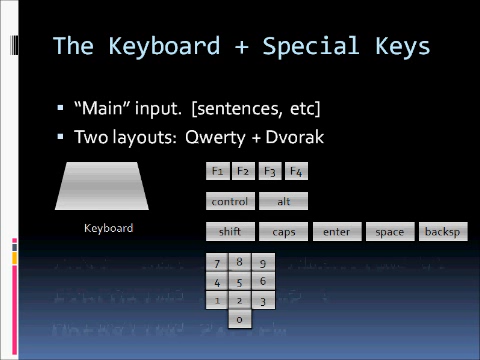 The Keyboard + Special Keys
"Main" input. [sentences, etc]
Two layouts: Qwerty + Dvorak
F1 F2 F3 F4
control alt
Keyboard
shift caps enter space backsp
7 8 9
4 5 6
1 2 3
0